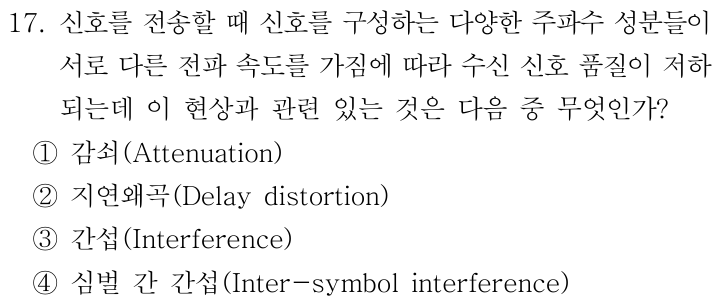 17. 신호를 전송할 때 신호를 구성하는 다양한 주파수 성분들이
서로 다른 전파 속도를 가짐에 따라 수신 신호 품질이 저하
되는데 이 현상과 관련 있는 것은 다음 중 무엇인가?
① 감쇠(Attenuation)
② 지연왜곡(Delay distortion)
③ 간섭(Interference)
④ 심벌 간 간섭(Inter-symbol interference)